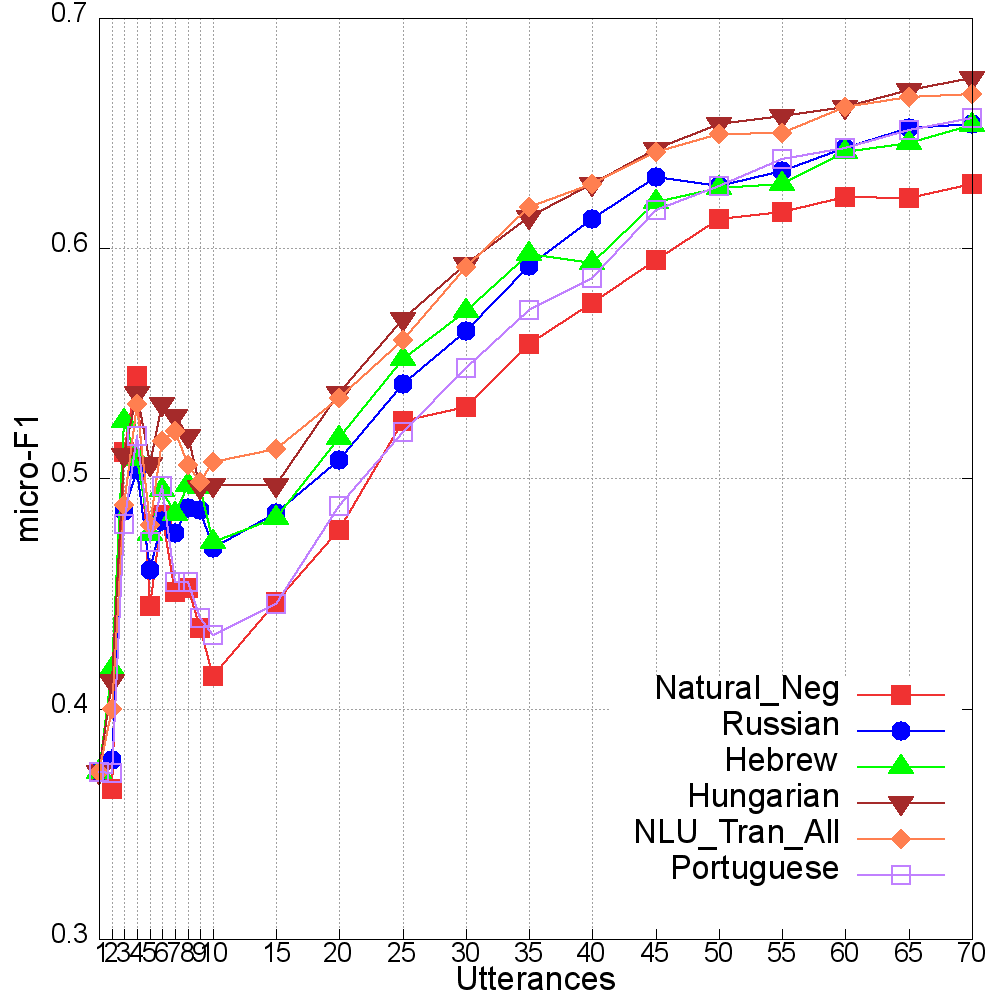 0.7
0.6
0.5
0.4
0.3
micro-F1
Natural_Neg
Russian
Hebrew
Hungarian
NLU_Tran_All
Portuguese
1 2 3 4 5 6 7 8 9 10 15 20 25 30 35 40 45 50 55 60 65 70
Utterances